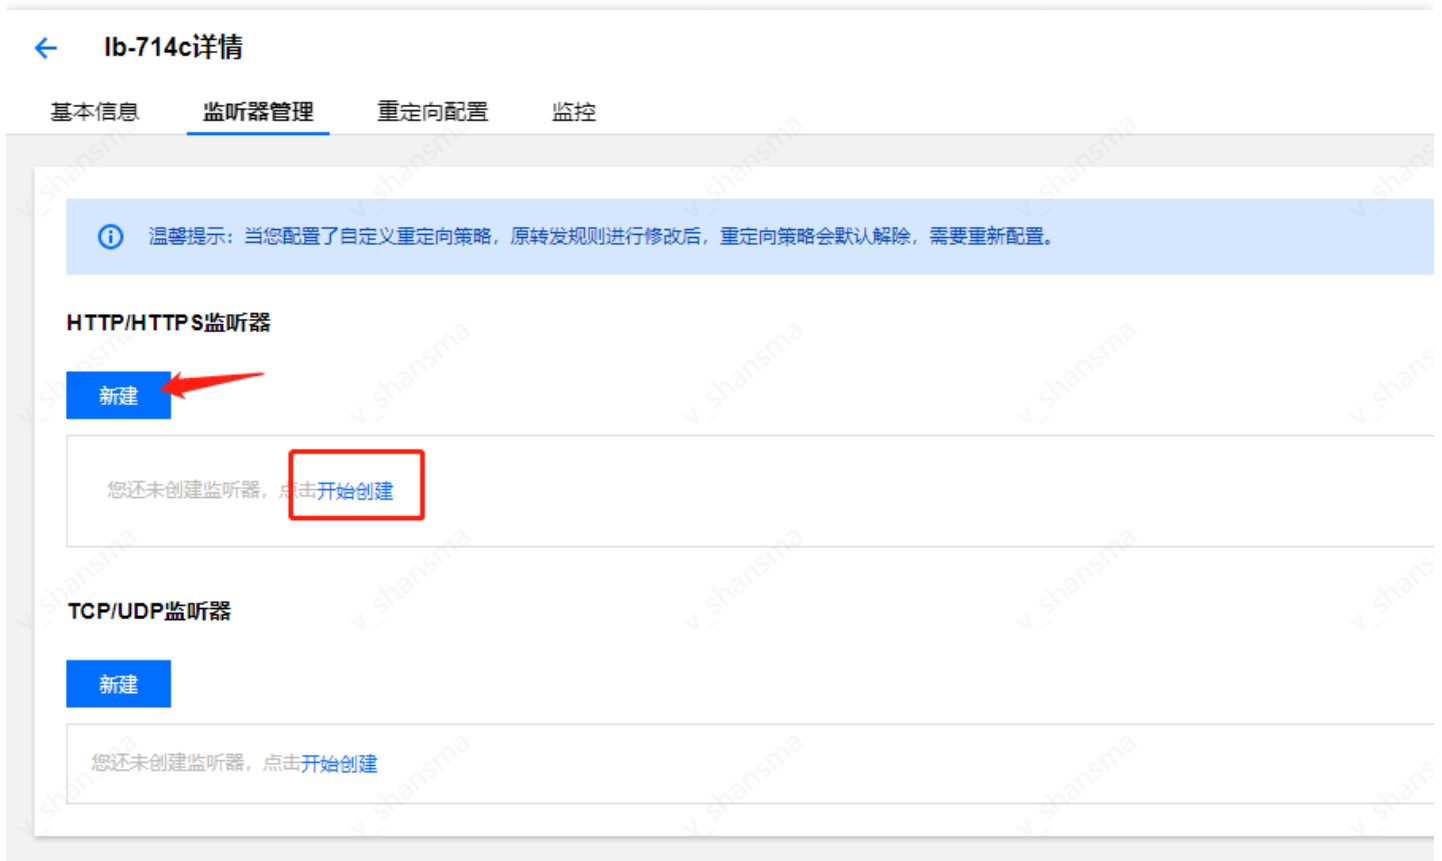 lb-714c详情
基本信息 监听器管理 重定向配置 监控
温馨提示：当您配置了自定义重定向策略，原转发规则进行修改后，重定向策略会默认解除，需要重新配置。
HTTP/HTTPS监听器
新建
您还未创建监听器，点击开始创建
TCP/UDP监听器
新建
您还未创建监听器，点击开始创建
v_shansma